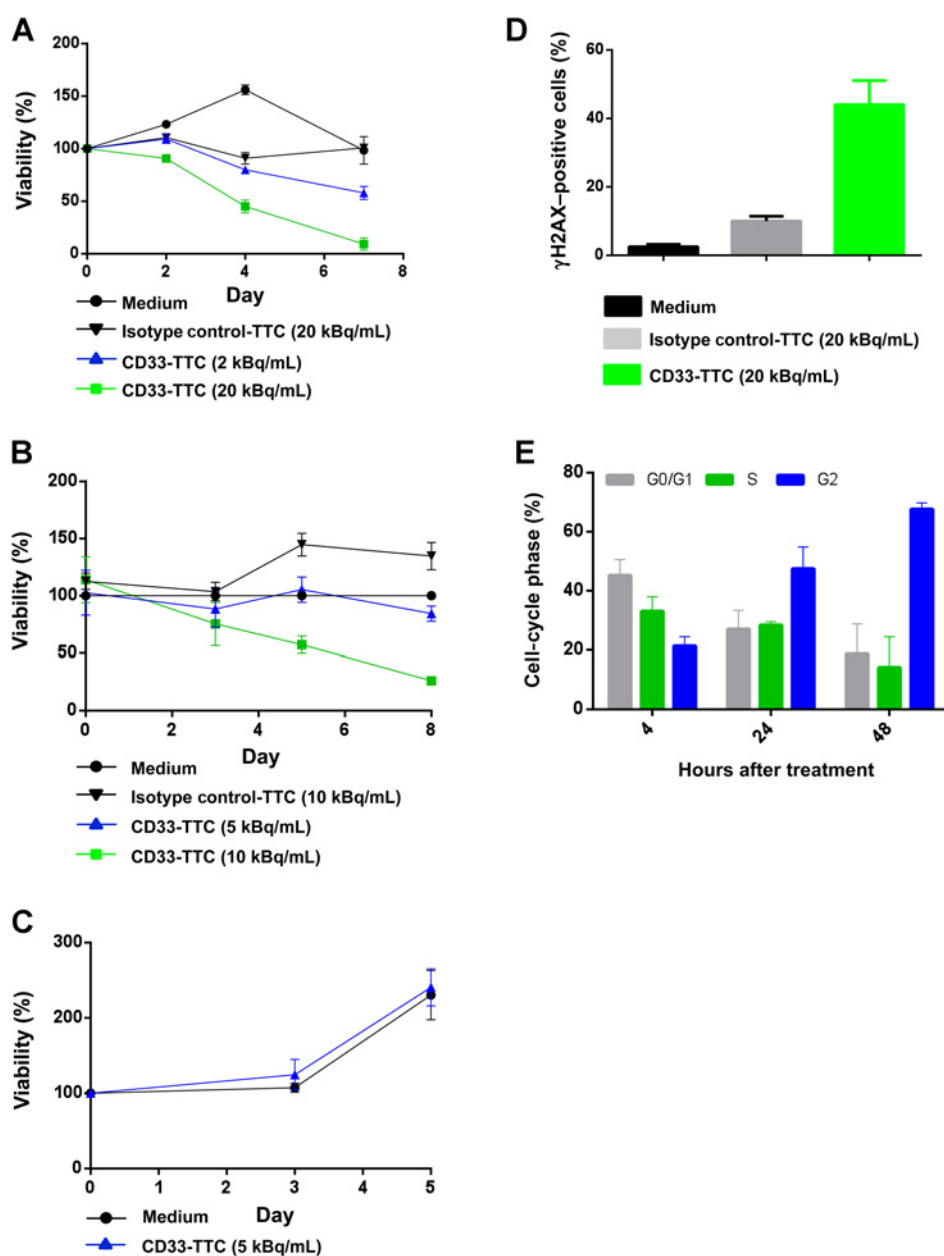 A
200
150
100
50
0
Viability (%)
0 2 4 6 8
Day
Medium
Isotype control-TTC (20 kBq/mL)
CD33-TTC (2 kBq/mL)
CD33-TTC (20 kBq/mL)
B
200
150
100
50
0
Viability (%)
0 2 4 6 8
Day
Medium
Isotype control-TTC (10 kBq/mL)
CD33-TTC (5 kBq/mL)
CD33-TTC (10 kBq/mL)
C
300
200
100
0
Viability (%)
0 1 2 3 4 5
Day
Medium
CD33-TTC (5 kBq/mL)
D
60
40
20
0
γH2AX–positive cells (%)
Medium
Isotype control-TTC (20 kBq/mL)
CD33-TTC (20 kBq/mL)
E
80
60
40
20
0
Cell-cycle phase (%)
G0/G1 S G2
4 24 48
Hours after treatment